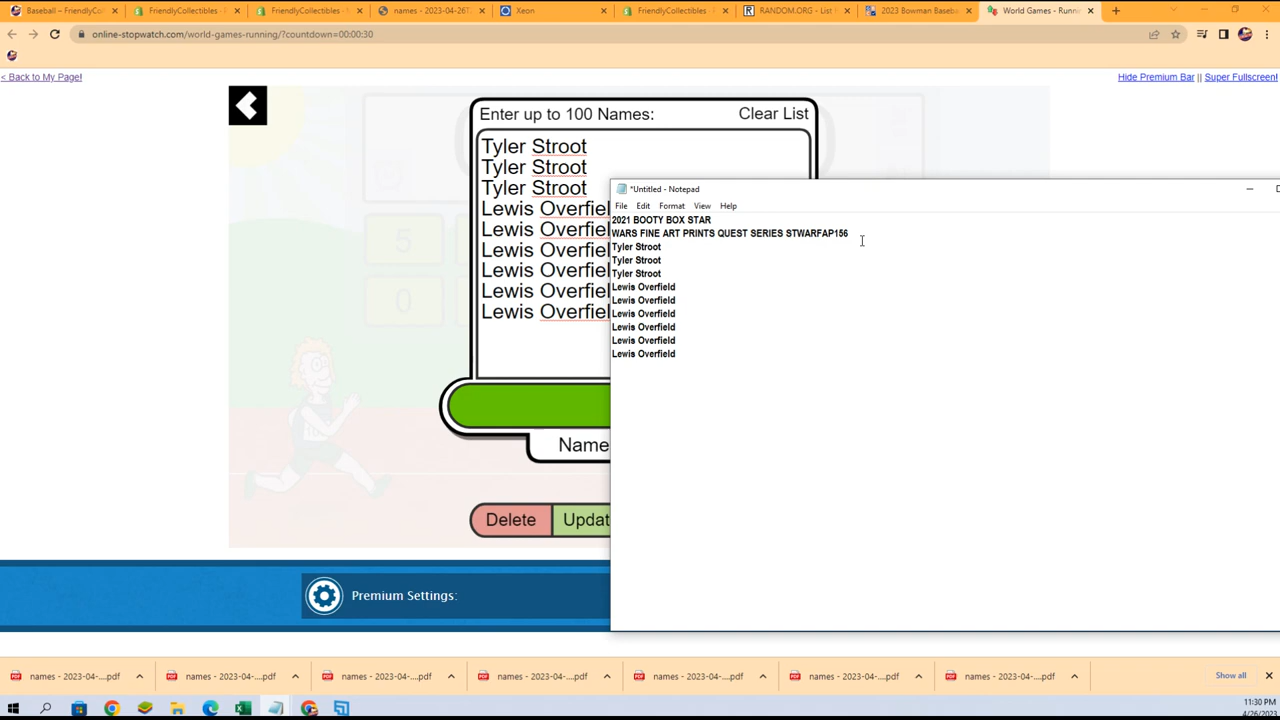 Baseball – FriendlyC
FriendlyCollectibles -
FriendlyCollectibles ·
names - 2023-04-26T
Xeon
FriendlyCollectibles ·
RANDOM.ORG - List
2023 Bowman Baseba
World Games - Runn
online-stopwatch.com/world-games-running/?countdown=00:00:30
< Back to My Page!
Hide Premium Bar || Super Fullscreen!
Enter up to 100 Names:
Clear List
Tyler Stroot
Tyler Stroot
Tyler Stroot
Lewis Overfiel
Lewis Overfiel
Lewis Overfiel
Lewis Overfiel
Lewis Overfiel
Lewis Overfiel
5
0
Name
Delete
Updat
Premium Settings:
*Untitled - Notepad
File Edit Format View Help
2021 BOOTY BOX STAR
WARS FINE ART PRINTS QUEST SERIES STWARFAP156
Tyler Stroot
Tyler Stroot
Tyler Stroot
Lewis Overfield
Lewis Overfield
Lewis Overfield
Lewis Overfield
Lewis Overfield
Lewis Overfield
names - 2023-04-....pdf
names - 2023-04-....pdf
names - 2023-04-....pdf
names - 2023-04-....pdf
names - 2023-04-....pdf
names - 2023-04-....pdf
names - 2023-04-....pdf
Show all
11:30 PM
4/26/2023